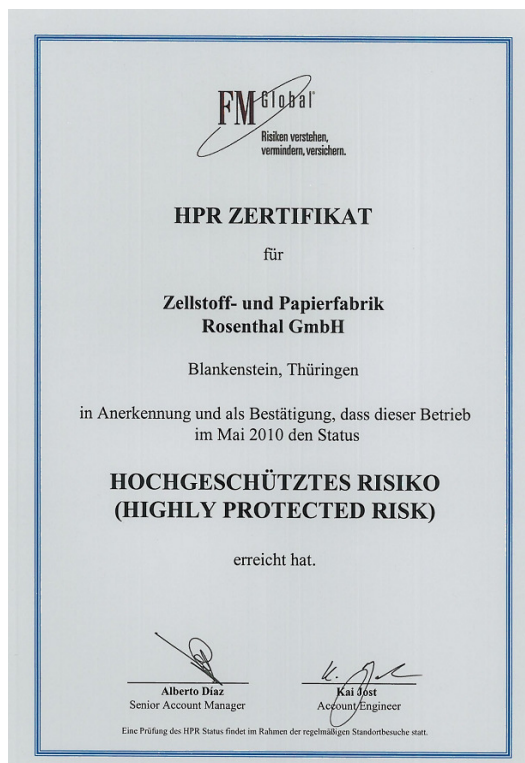 FM Global
Risiken verstehen,
vermindern, versichern.
HPR ZERTIFIKAT
für
Zellstoff- und Papierfabrik
Rosenthal GmbH
Blankenstein, Thüringen
in Anerkennung und als Bestätigung, dass dieser Betrieb
im Mai 2010 den Status
HOCHGESCHÜTZTES RISIKO
(HIGHLY PROTECTED RISK)
erreicht hat.
Alberto Díaz
Senior Account Manager
Kai Jost
Account Engineer
Eine Prüfung des HPR Status findet im Rahmen der regelmäßigen Standortbesuche statt.